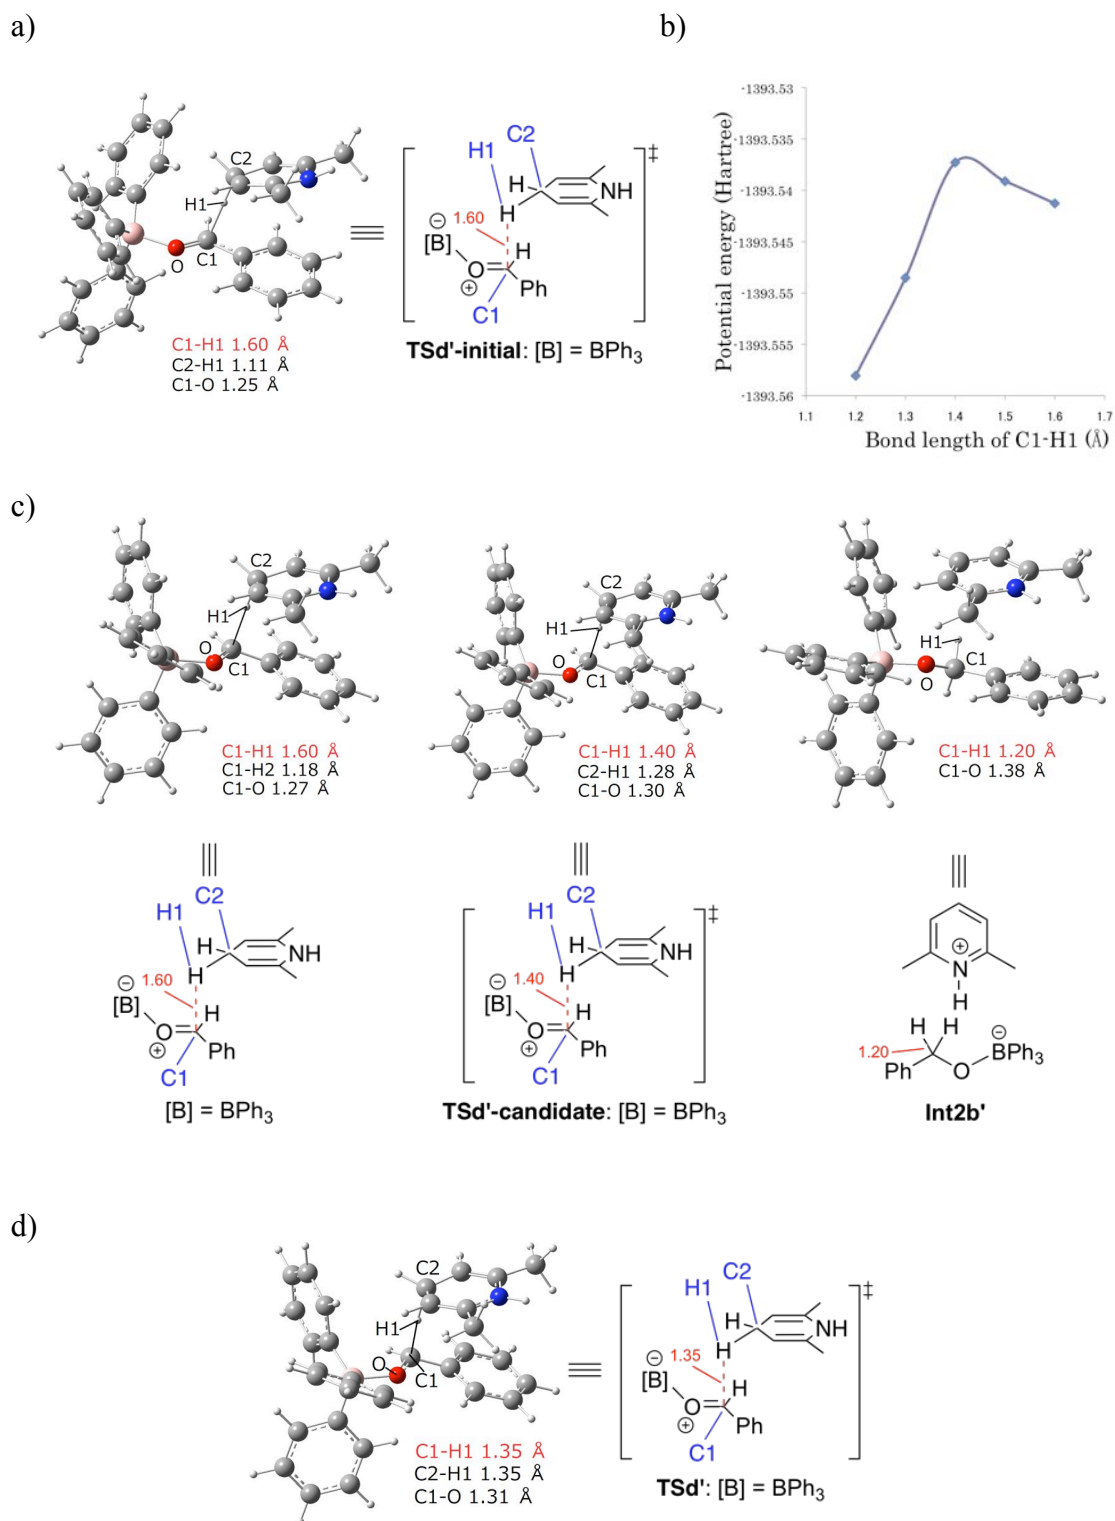 a)
b)
C2
H1
O
C1
C1-H1 1.60 Å
C2-H1 1.11 Å
C1-O 1.25 Å
C2
H1
H
NH
H
1.60
⊖
[B]
H
O
⊕
Ph
C1
‡
TSd'-initial: [B] = BPh3
Potential energy (Hartree)
-1393.53
-1393.535
-1393.54
-1393.545
-1393.55
-1393.555
-1393.56
1.1 1.2 1.3 1.4 1.5 1.6 1.7
Bond length of C1-H1 (Å)
c)
C2
H1
O
C1
C1-H1 1.60 Å
C1-H2 1.18 Å
C1-O 1.27 Å
C2
H1
O
C1
C1-H1 1.40 Å
C2-H1 1.28 Å
C1-O 1.30 Å
H1
O
C1
C1-H1 1.20 Å
C1-O 1.38 Å
C2
H1
H
NH
H
1.60
⊖
[B]
H
O
⊕
Ph
C1
[B] = BPh3
C2
H1
H
NH
H
1.40
⊖
[B]
H
O
⊕
Ph
C1
‡
TSd'-candidate: [B] = BPh3
⊕
N
H
H H
⊖
1.20
BPh3
Ph
O
Int2b'
d)
C2
H1
O
C1
C1-H1 1.35 Å
C2-H1 1.35 Å
C1-O 1.31 Å
C2
H1
H
NH
H
1.35
⊖
[B]
H
O
⊕
Ph
C1
‡
TSd': [B] = BPh3